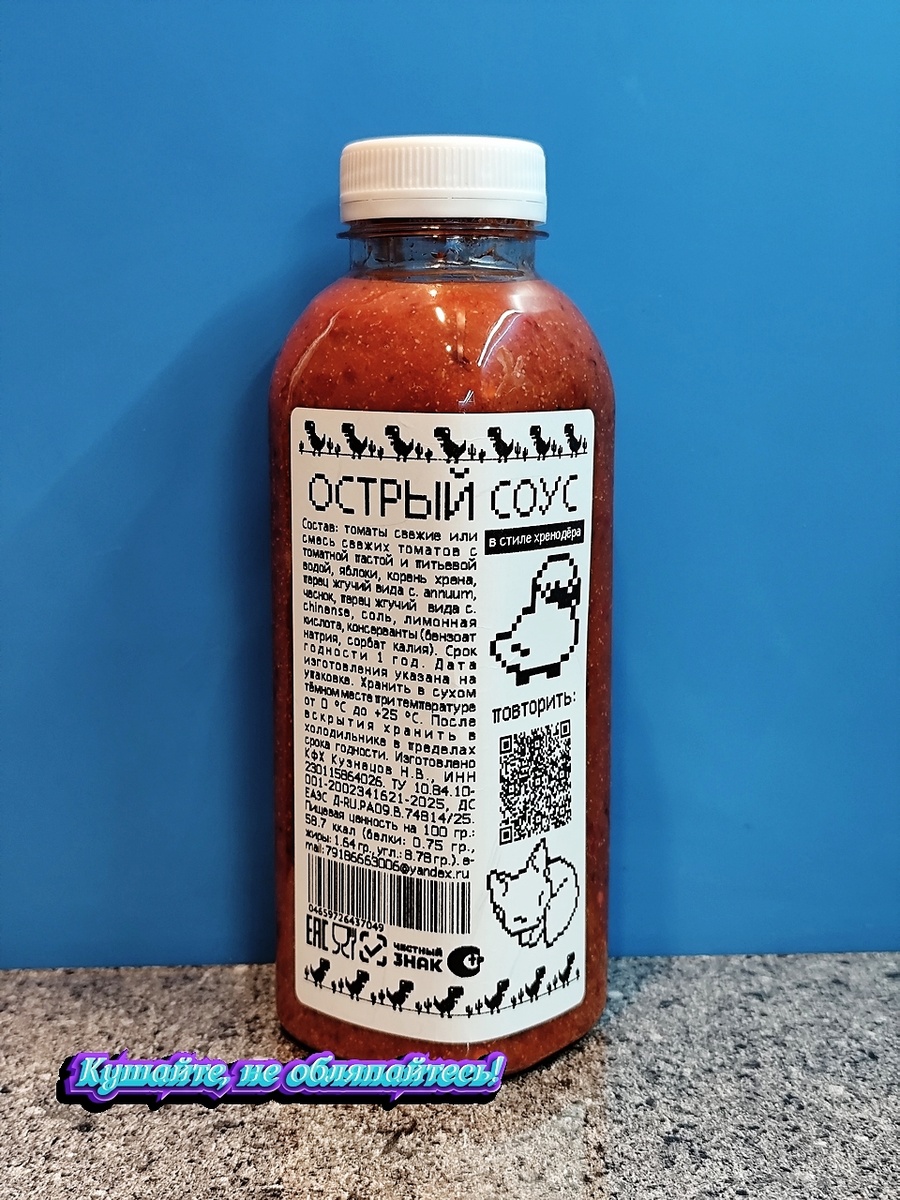 ОСТРЫЙ СОУС
Состав: томаты свежие или
смесь свежих томатов с
томатной пастой и питьевой
водой, яблоки, корень хрена,
перец жгучий вида c. annuum,
чеснок, перец жгучий вида c.
chinense, соль, лимонная
кислота, консерванты (бензоат
натрия, сорбат калия). Срок
годности 1 год. Дата
изготовления указана на
упаковке. Хранить в сухом
тёмном месте при температуре
от 0 °C до +25 °C. После
вскрытия хранить в
холодильнике в пределах
срока годности. Изготовлено
КФХ Кузнецов Н.В., ИНН
230115864026, ТУ 10.84.10-
001-2002341621-2025, ДС
ЕАЭС Д-RU.РА09.В.74814/25.
Пищевая ценность на 100 гр.:
58.7 ккал (белки: 0.75 гр.,
жиры: 1.64 гр, угл.: 8.78 гр.). e-
mail:79186663006@yandex.ru
04659726437049
EAC
ЧЕСТНЫЙ
ЗНАК
в стиле хренодёра
повторить:
Кушайте, не обляпайтесь!